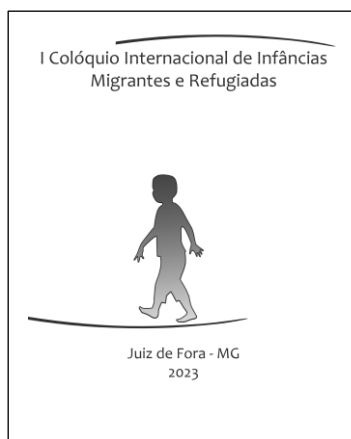 I Colóquio Internacional de Infâncias
Migrantes e Refugiadas
Juiz de Fora - MG
2023